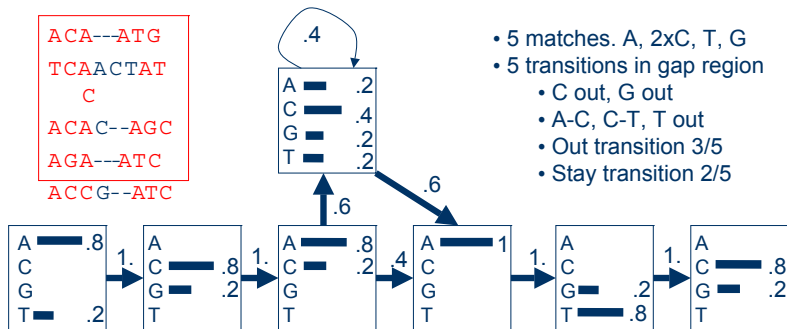 ACA---ATG
TCAACTAT
C
ACAC--AGC
AGA---ATC
ACCG--ATC
.4
A .2
C .4
G .2
T .2
• 5 matches. A, 2xC, T, G
• 5 transitions in gap region
• C out, G out
• A-C, C-T, T out
• Out transition 3/5
• Stay transition 2/5
.6
.6
A .8
C
G
T .2
1.
A
C .8
G .2
T
1.
A .8
C .2
G
T
.4
A 1
C
G
T
1.
A
C
G .2
T .8
1.
A
C .8
G .2
T